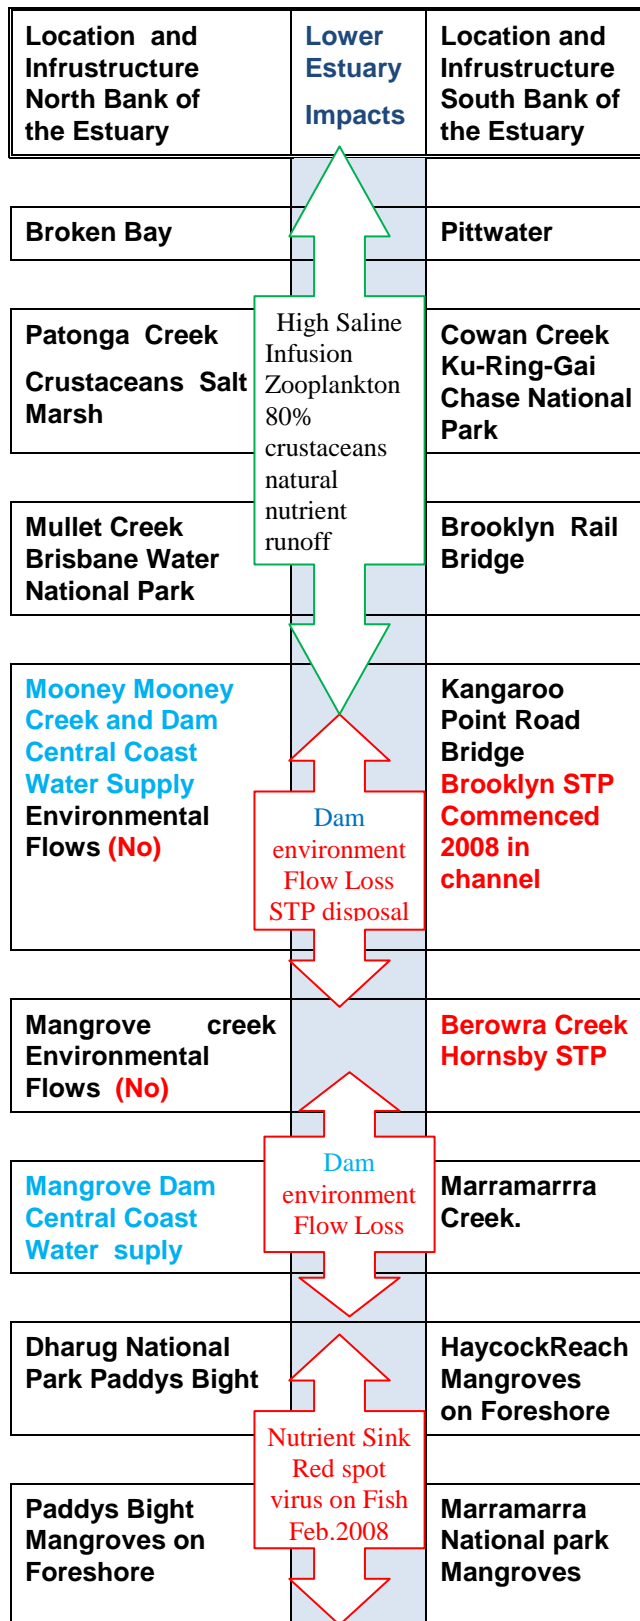 Location and
Infrustructure
North Bank of
the Estuary
Lower
Estuary
Impacts
Location and
Infrustructure
South Bank of
the Estuary
Broken Bay
Pittwater
Patonga Creek
Crustaceans Salt
Marsh
High Saline
Infusion
Zooplankton
80%
crustaceans
natural
nutrient
runoff
Cowan Creek
Ku-Ring-Gai
Chase National
Park
Mullet Creek
Brisbane Water
National Park
Brooklyn Rail
Bridge
Mooney Mooney
Creek and Dam
Central Coast
Water Supply
Environmental
Flows (No)
Dam
environment
Flow Loss
STP disposal
Kangaroo
Point Road
Bridge
Brooklyn STP
Commenced
2008 in
channel
Mangrove creek
Environmental
Flows (No)
Berowra Creek
Hornsby STP
Mangrove Dam
Central Coast
Water suply
Dam
environment
Flow Loss
Marramarrra
Creek.
Dharug National
Park Paddys Bight
HaycockReach
Mangroves
on Foreshore
Nutrient Sink
Red spot
virus on Fish
Feb.2008
Paddys Bight
Mangroves on
Foreshore
Marramarra
National park
Mangroves